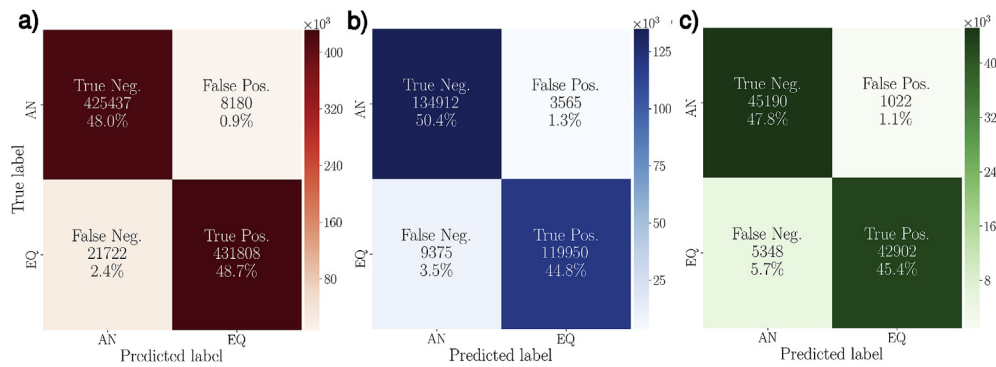 a)
×10³
True Neg.
425437
48.0%
False Pos.
8180
0.9%
False Neg.
21722
2.4%
True Pos.
431808
48.7%
AN
EQ
True label
AN
EQ
Predicted label
400
320
240
160
80
b)
×10³
True Neg.
134912
50.4%
False Pos.
3565
1.3%
False Neg.
9375
3.5%
True Pos.
119950
44.8%
AN
EQ
AN
EQ
Predicted label
125
100
75
50
25
c)
×10³
True Neg.
45190
47.8%
False Pos.
1022
1.1%
False Neg.
5348
5.7%
True Pos.
42902
45.4%
AN
EQ
AN
EQ
Predicted label
40
32
24
16
8